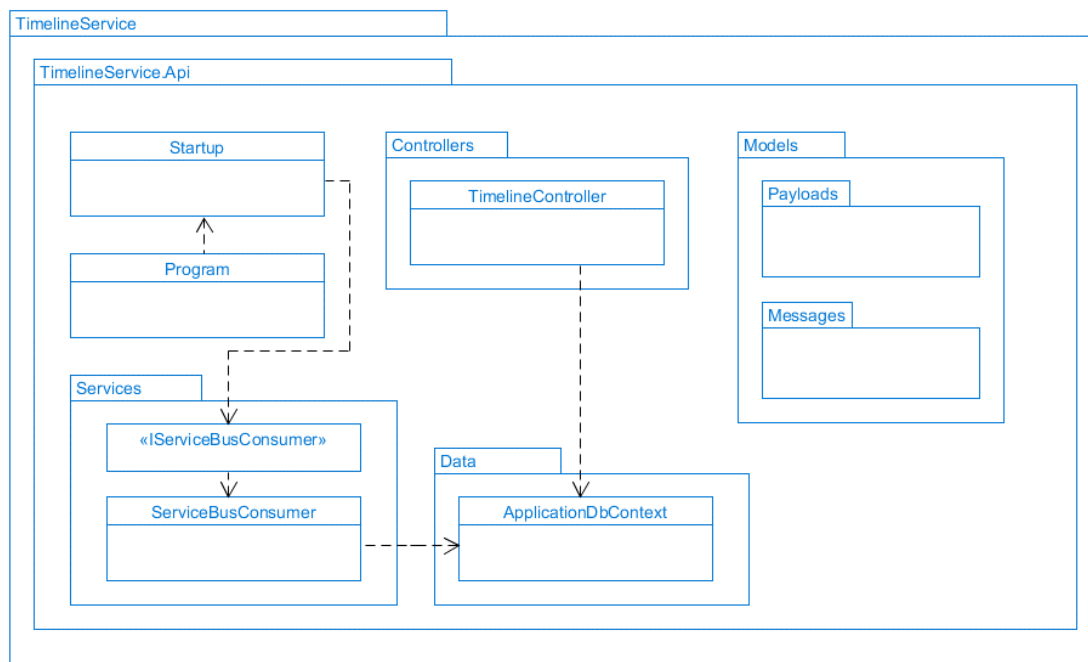 TimelineService
TimelineService.Api
Startup
Controllers
Models
TimelineController
Payloads
Program
Messages
Services
«IServiceBusConsumer»
Data
ServiceBusConsumer
ApplicationDbContext